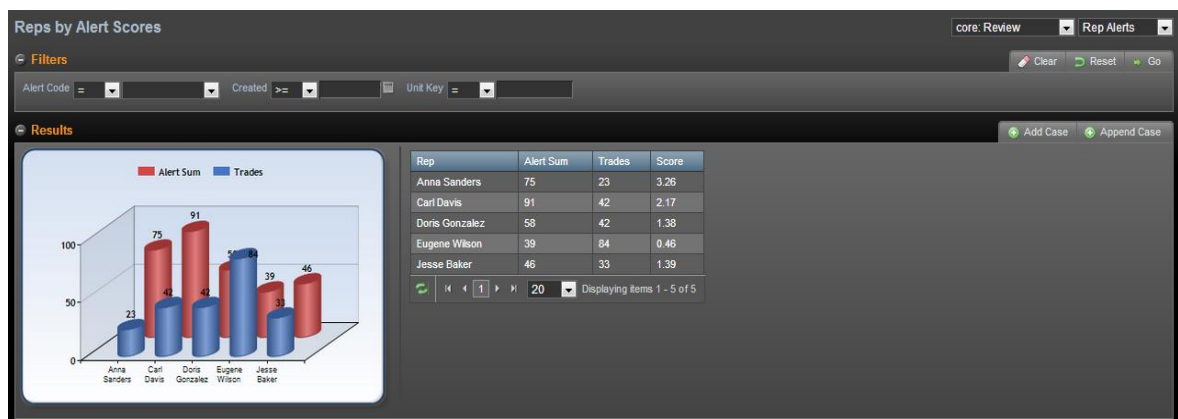 Reps by Alert Scores
core: Review
Rep Alerts
Filters
Clear Reset Go
Alert Code = Created >= Unit Key =
Results
Add Case Append Case
Alert Sum Trades
100
50
0
75
91
39
46
23
42
42
84
33
Anna Sanders
Carl Davis
Doris Gonzalez
Eugene Wilson
Jesse Baker
Rep Alert Sum Trades Score
Anna Sanders 75 23 3.26
Carl Davis 91 42 2.17
Doris Gonzalez 58 42 1.38
Eugene Wilson 39 84 0.46
Jesse Baker 46 33 1.39
1 20 Displaying items 1 - 5 of 5